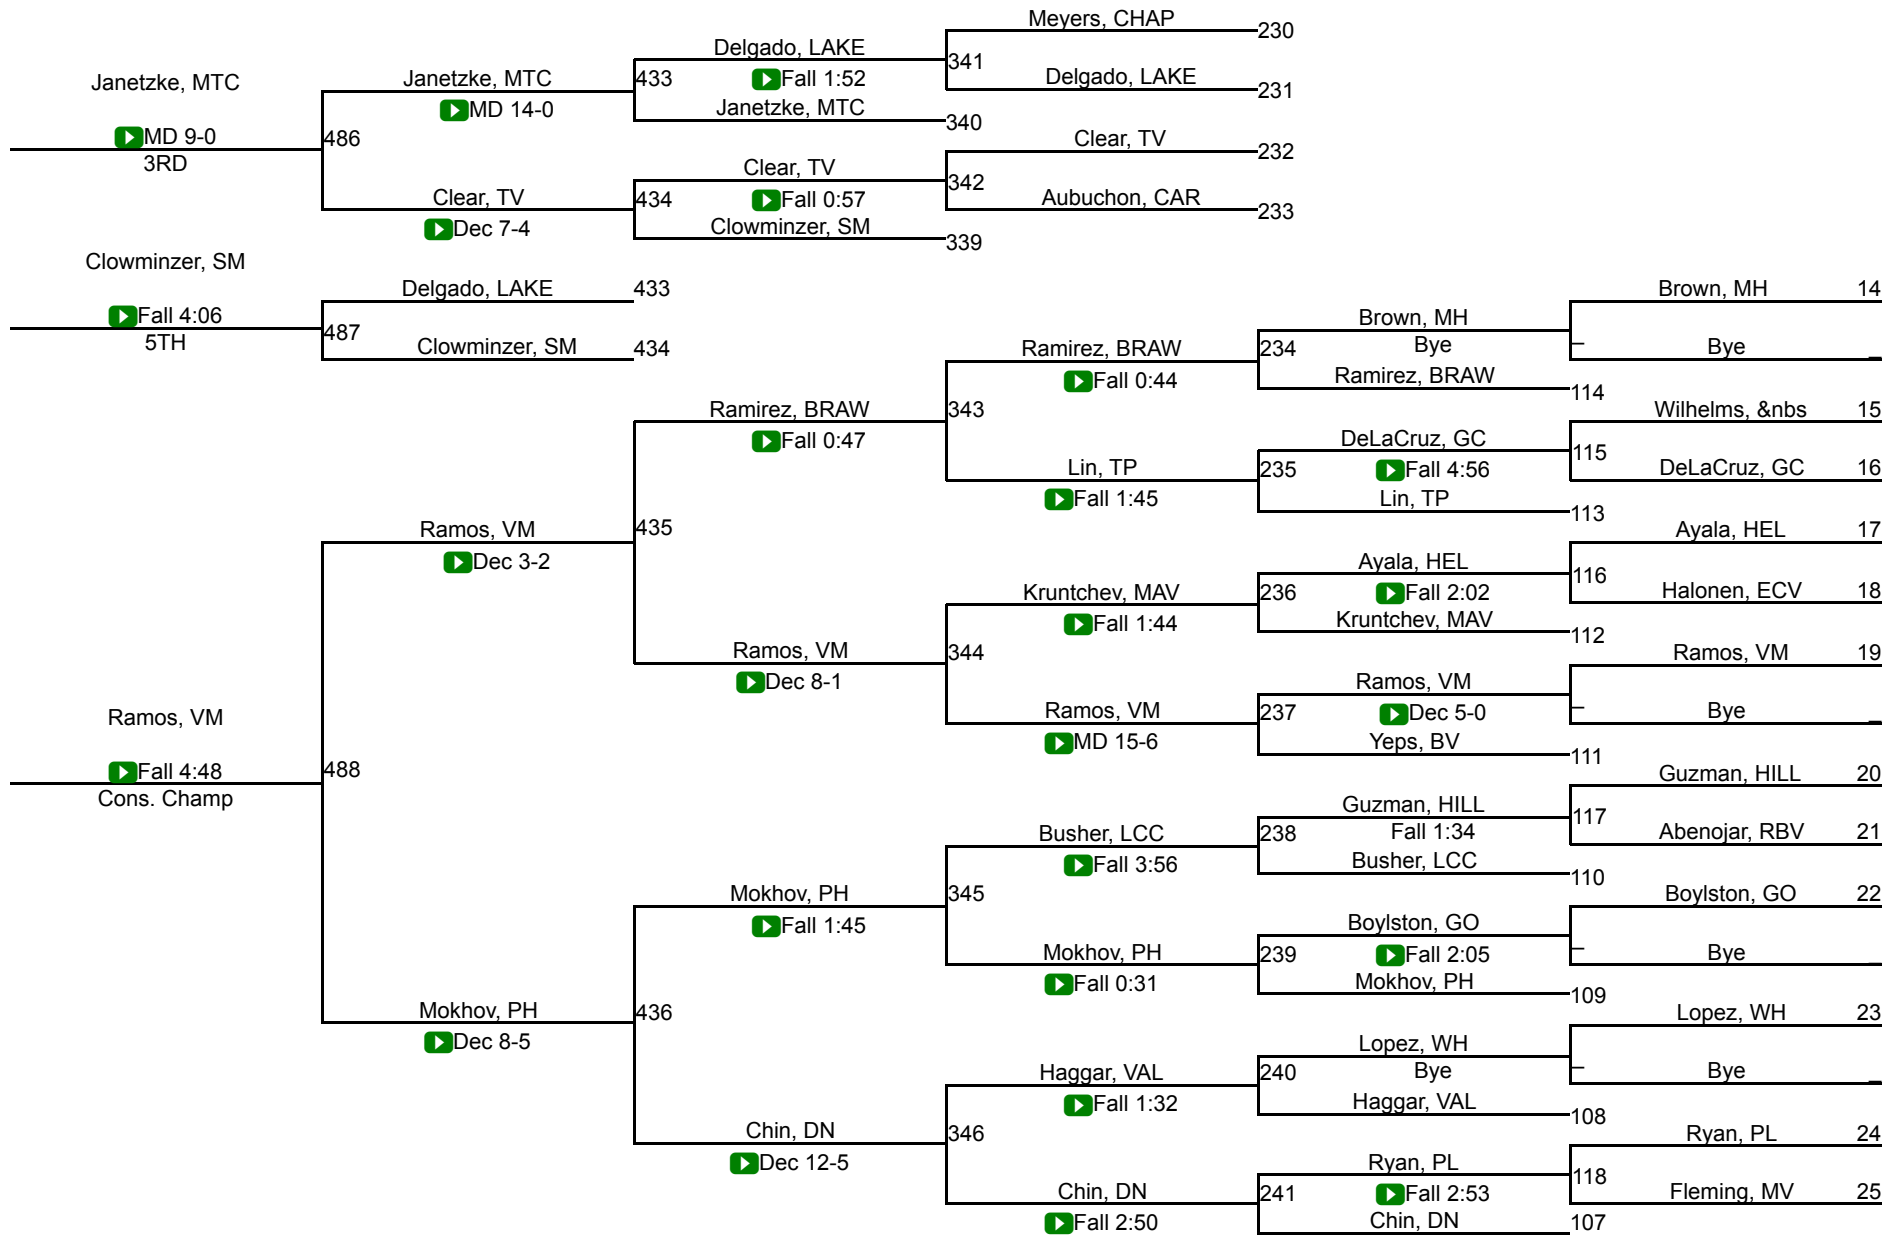 Meyers, CHAP
230
Delgado, LAKE
341
Janetzke, MTC
Janetzke, MTC
433
Fall 1:52
Delgado, LAKE
231
MD 14-0
Janetzke, MTC
340
MD 9-0
486
Clear, TV
232
3RD
Clear, TV
342
Clear, TV
434
Fall 0:57
Aubuchon, CAR
233
Dec 7-4
Clowminzer, SM
339
Clowminzer, SM
Delgado, LAKE
433
Brown, MH
14
Fall 4:06
487
Brown, MH
5TH
Clowminzer, SM
434
Ramirez, BRAW
234
Bye
–
Bye
_
Fall 0:44
Ramirez, BRAW
114
Ramirez, BRAW
343
Wilhelms, &nbs
15
Fall 0:47
DeLaCruz, GC
115
Lin, TP
235
Fall 4:56
DeLaCruz, GC
16
Fall 1:45
Lin, TP
113
Ramos, VM
435
Ayala, HEL
17
Dec 3-2
Ayala, HEL
116
Kruntchev, MAV
236
Fall 2:02
Halonen, ECV
18
Fall 1:44
Kruntchev, MAV
112
Ramos, VM
344
Ramos, VM
19
Dec 8-1
Ramos, VM
Ramos, VM
Ramos, VM
237
Dec 5-0
–
Bye
_
MD 15-6
Yeps, BV
111
Fall 4:48
488
Guzman, HILL
20
Cons. Champ
Guzman, HILL
117
Busher, LCC
238
Fall 1:34
Abenojar, RBV
21
Fall 3:56
Busher, LCC
110
Mokhov, PH
345
Boylston, GO
22
Fall 1:45
Boylston, GO
Mokhov, PH
239
Fall 2:05
–
Bye
_
Fall 0:31
Mokhov, PH
109
Mokhov, PH
436
Lopez, WH
23
Dec 8-5
Lopez, WH
Haggar, VAL
240
Bye
–
Bye
_
Fall 1:32
Haggar, VAL
108
Chin, DN
346
Ryan, PL
24
Dec 12-5
Ryan, PL
118
Chin, DN
241
Fall 2:53
Fleming, MV
25
Fall 2:50
Chin, DN
107